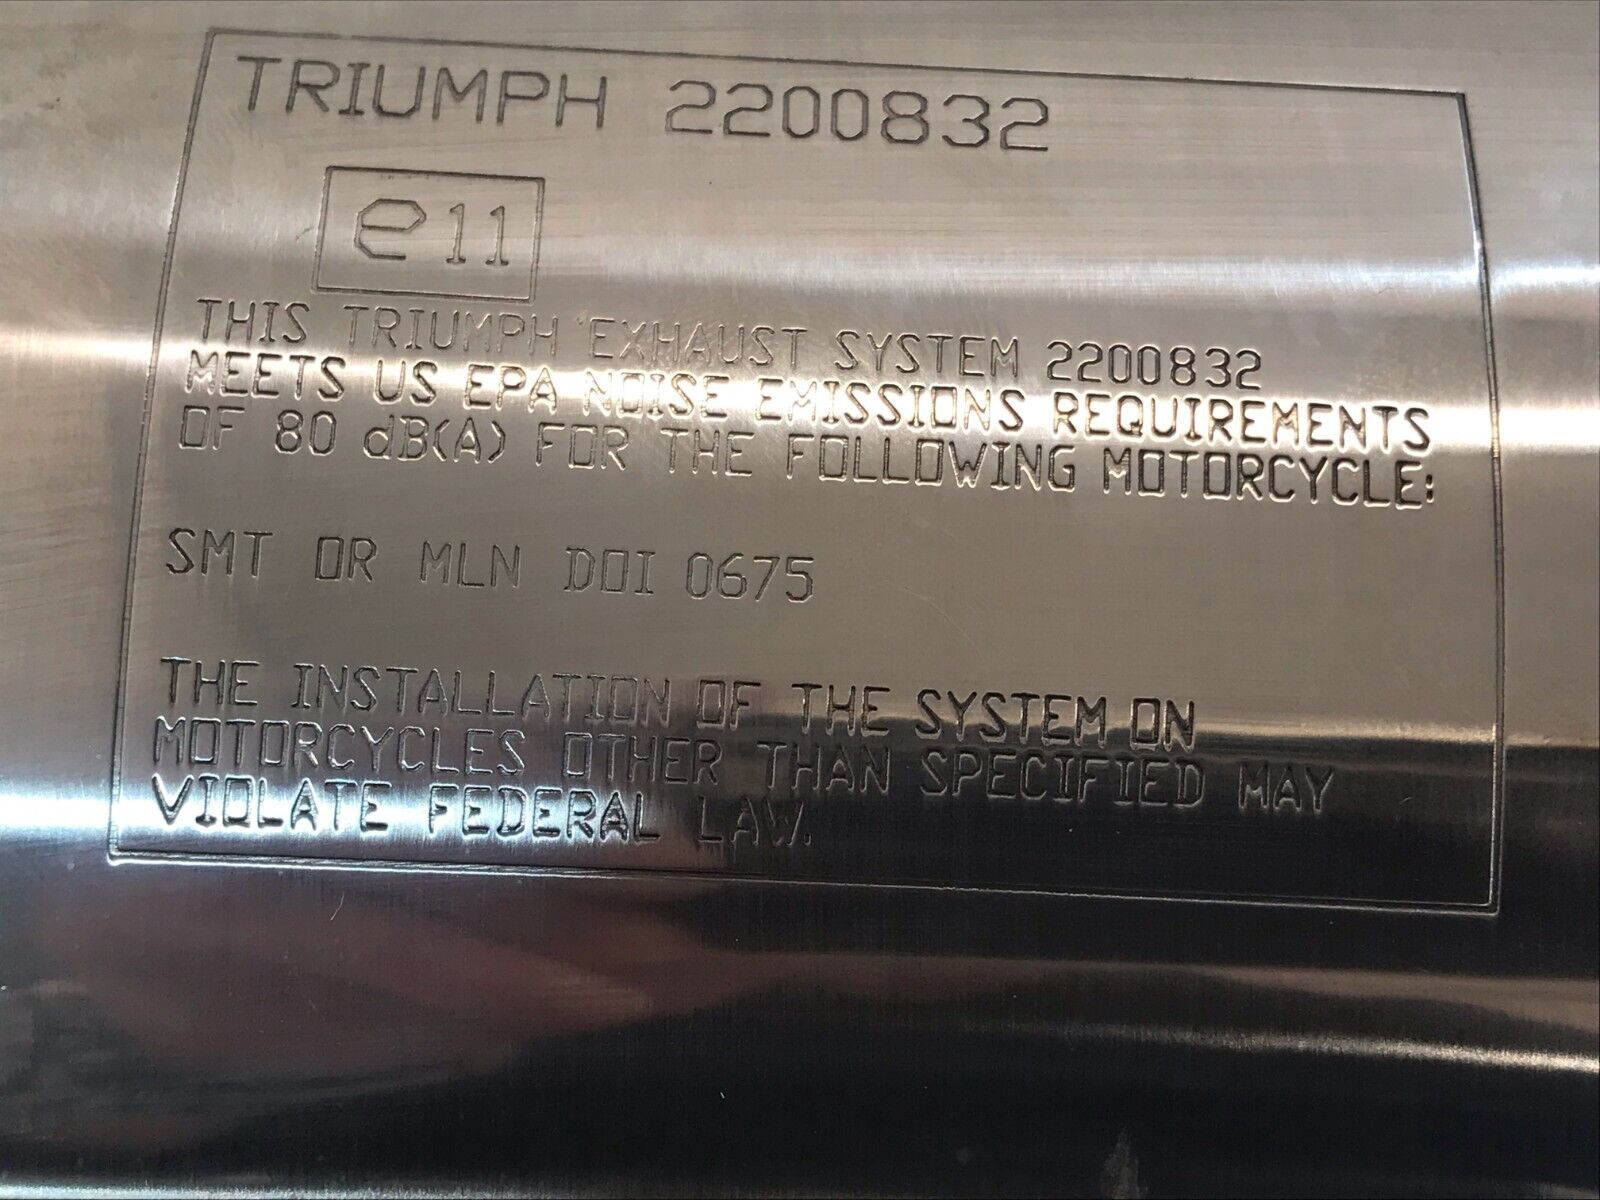 TRIUMPH 2200832
e11
THIS TRIUMPH EXHAUST SYSTEM 2200832
MEETS US EPA NOISE EMISSIONS REQUIREMENTS
OF 80 dB(A) FOR THE FOLLOWING MOTORCYCLE:
SMT OR MLN DOI 0675
THE INSTALLATION OF THE SYSTEM ON
MOTORCYCLES OTHER THAN SPECIFIED MAY
VIOLATE FEDERAL LAW.